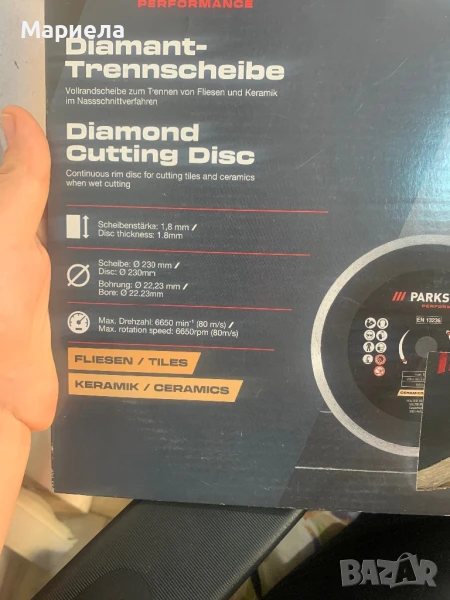 Мариела
PERFORMANCE
Diamant-
Trennscheibe
Vollrandscheibe zum Trennen von Fliesen und Keramik
im Nassschnittverfahren
Diamond
Cutting Disc
Continuous rim disc for cutting tiles and ceramics
when wet cutting
Scheibenstärke: 1,8 mm /
Disc thickness: 1.8mm
Scheibe: Ø 230 mm /
Disc: Ø 230mm
Bohrung: Ø 22,23 mm /
Bore: Ø 22.23mm
Max. Drehzahl: 6650 min⁻¹ (80 m/s) /
Max. rotation speed: 6650rpm (80m/s)
FLIESEN / TILES
KERAMIK / CERAMICS
/// PARKS
PERFORM
EN 13236
BAZAR